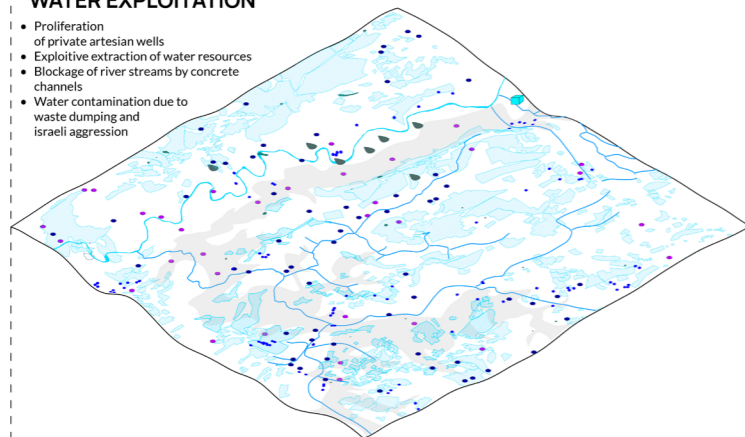 WATER EXPLOITATION
• Proliferation
of private artesian wells
• Exploitive extraction of water resources
• Blockage of river streams by concrete
channels
• Water contamination due to
waste dumping and
israeli aggression